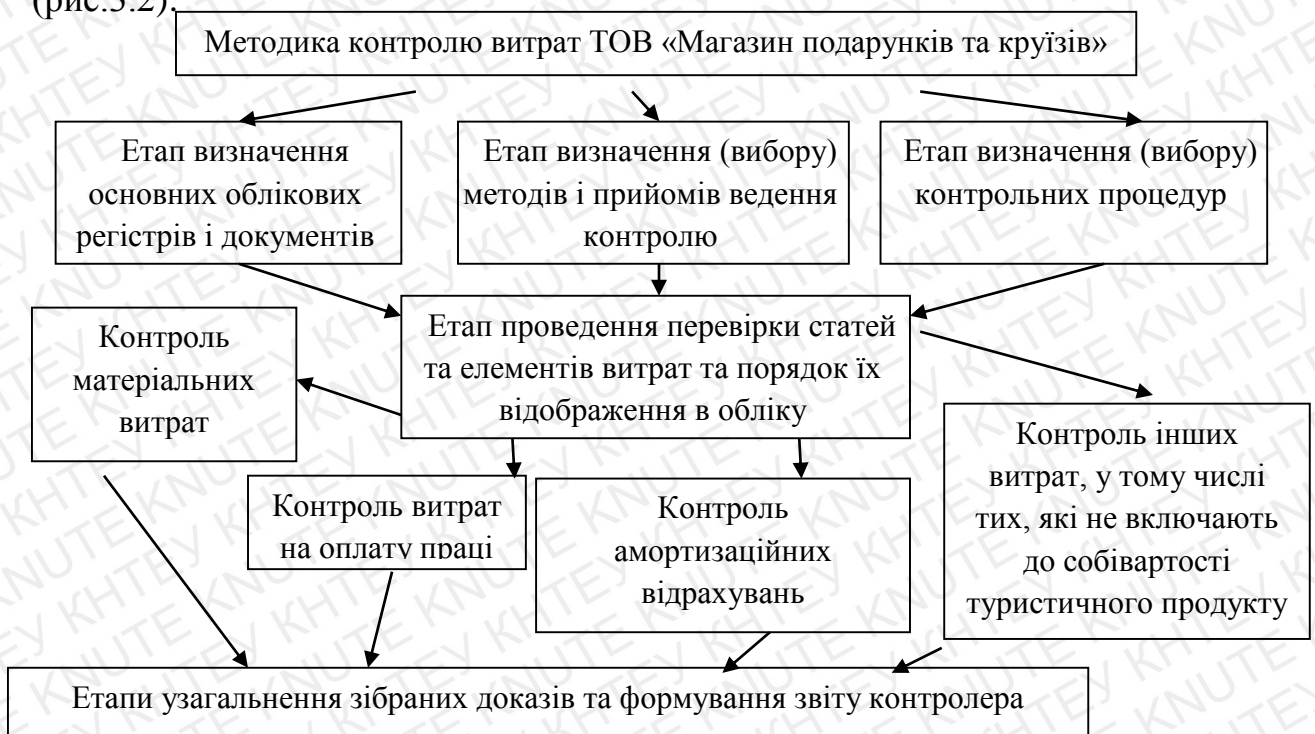 (рис.3.2).
Методика контролю витрат ТОВ «Магазин подарунків та круїзів»
Етап визначення
основних облікових
регістрів і документів
Етап визначення (вибору)
методів і прийомів ведення
контролю
Етап визначення (вибору)
контрольних процедур
Етап проведення перевірки статей
та елементів витрат та порядок їх
відображення в обліку
Контроль
матеріальних
витрат
Контроль витрат
на оплату праці
Контроль
амортизаційних
відрахувань
Контроль інших
витрат, у тому числі
тих, які не включають
до собівартості
туристичного продукту
Етапи узагальнення зібраних доказів та формування звіту контролера